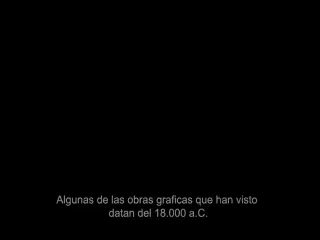 Algunas de las obras graficas que han visto
datan del 18.000 a.C.